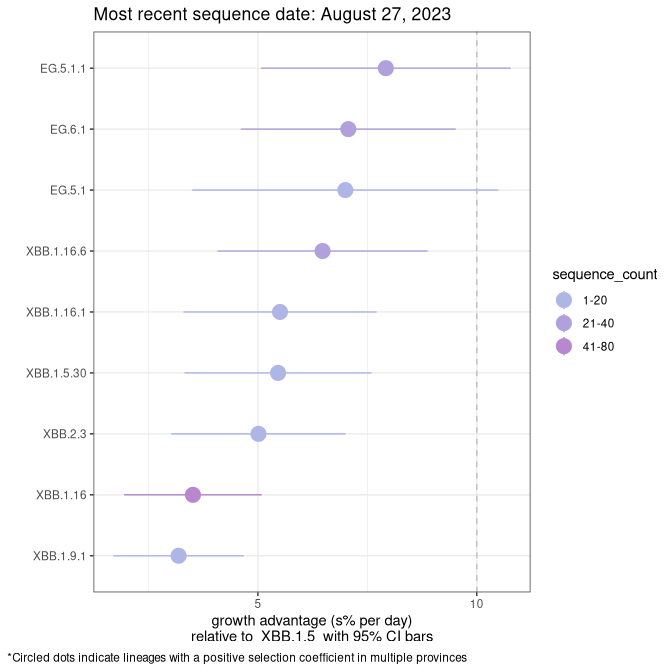 Most recent sequence date: August 27, 2023
EG.5.1.1
EG.6.1
EG.5.1
XBB.1.16.6
XBB.1.16.1
XBB.1.5.30
XBB.2.3
XBB.1.16
XBB.1.9.1
5
10
growth advantage (s% per day)
relative to  XBB.1.5  with 95% CI bars
sequence_count
1-20
21-40
41-80
*Circled dots indicate lineages with a positive selection coefficient in multiple provinces